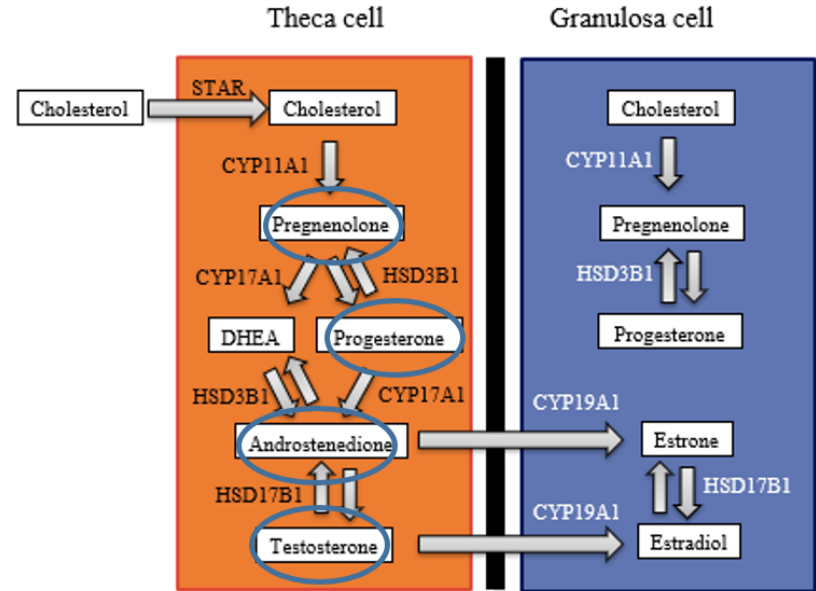 Theca cell
Granulosa cell
STAR
Cholesterol
Cholesterol
Cholesterol
CYP11A1
CYP11A1
Pregnenolone
Pregnenolone
CYP17A1
HSD3B1
HSD3B1
DHEA
Progesterone
Progesterone
HSD3B1
CYP17A1
CYP19A1
Androstenedione
Estrone
HSD17B1
HSD17B1
CYP19A1
Testosterone
Estradiol